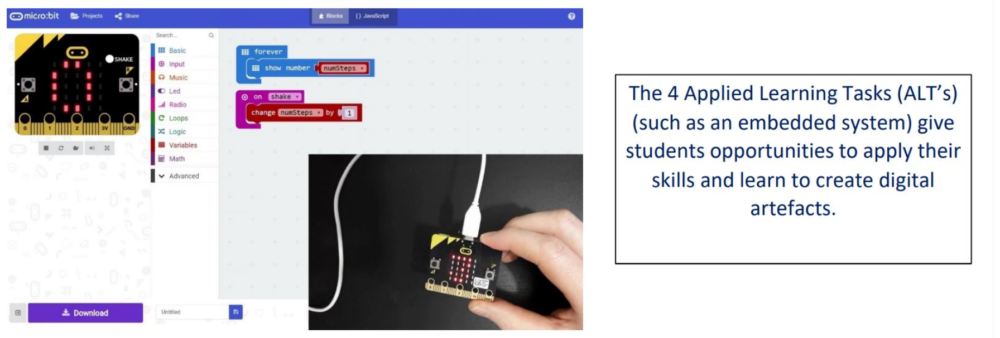 micro:bit Projects Share Blocks {} JavaScript ?
Search...
Basic
Input
Music
Led
Radio
Loops
Logic
Variables
Math
Advanced
SHAKE
B
A
0 1 2 3V GND
forever
show number numSteps
on shake
change numSteps by 1
Download
Untitled
The 4 Applied Learning Tasks (ALT's)
(such as an embedded system) give
students opportunities to apply their
skills and learn to create digital
artefacts.